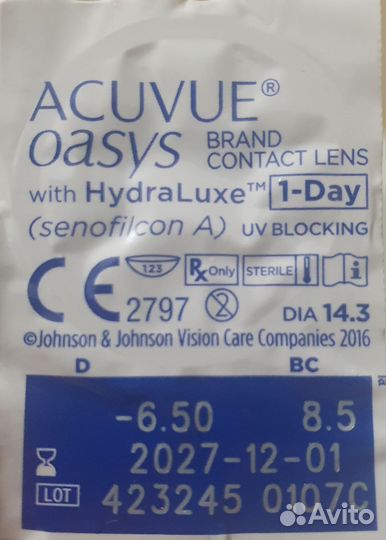 ACUVUE®
oasys BRAND CONTACT LENS
with HydraLuxe™ 1-Day
(senofilcon A) UV BLOCKING
CE 2797 123 Rx Only STERILE i
DIA 14.3
©Johnson & Johnson Vision Care Companies 2016
D BC
-6.50 8.5
2027-12-01
LOT 423245 0107C
Avito